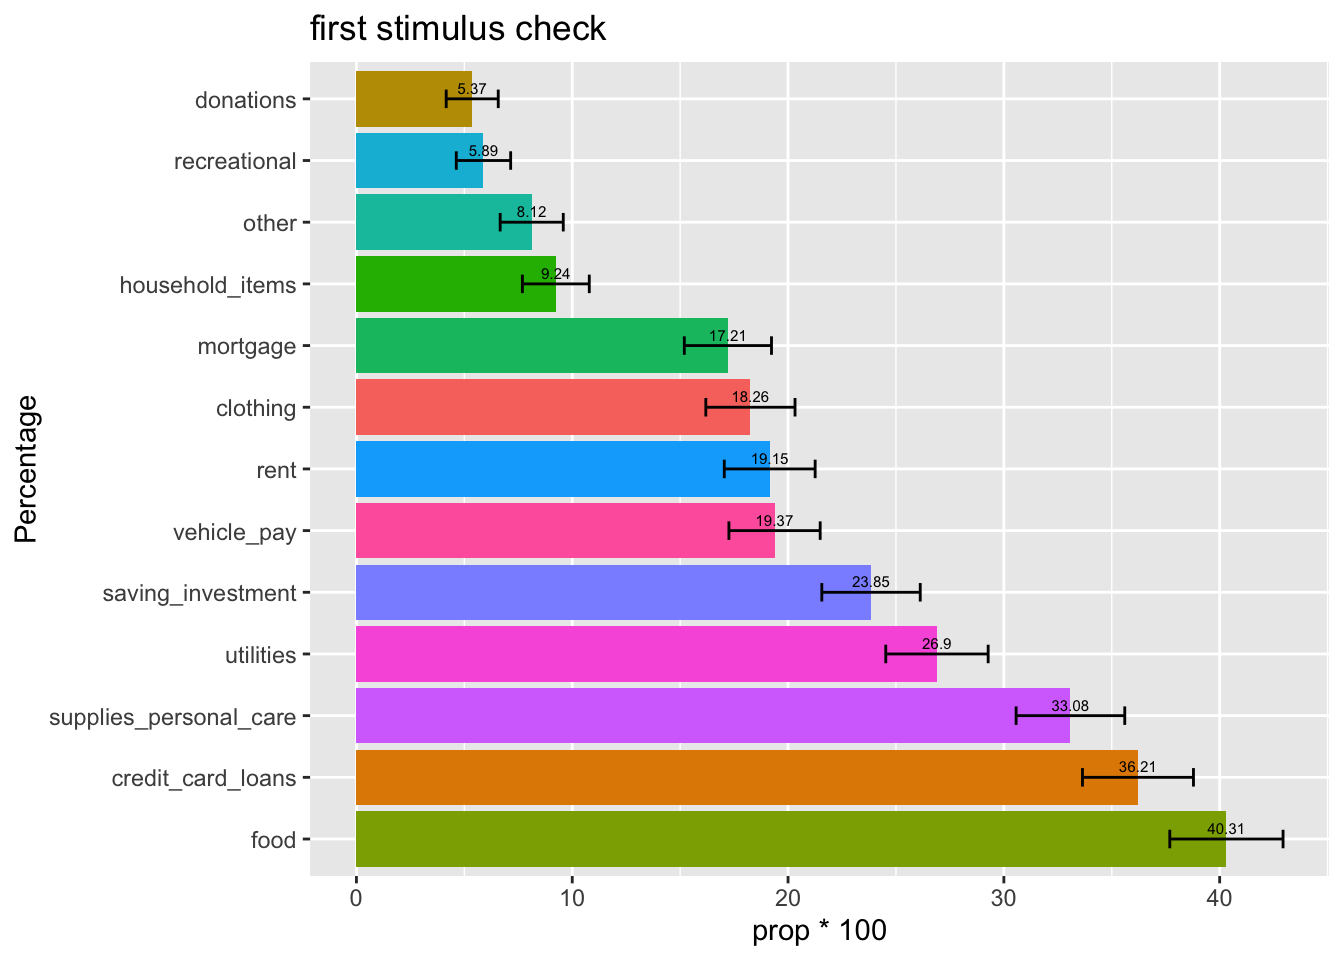 first stimulus check
Percentage
donations
5.37
recreational
5.89
other
8.12
household_items
9.24
mortgage
17.21
clothing
18.26
rent
19.15
vehicle_pay
19.37
saving_investment
23.85
utilities
26.9
supplies_personal_care
33.08
credit_card_loans
36.21
food
40.31
0 10 20 30 40
prop * 100